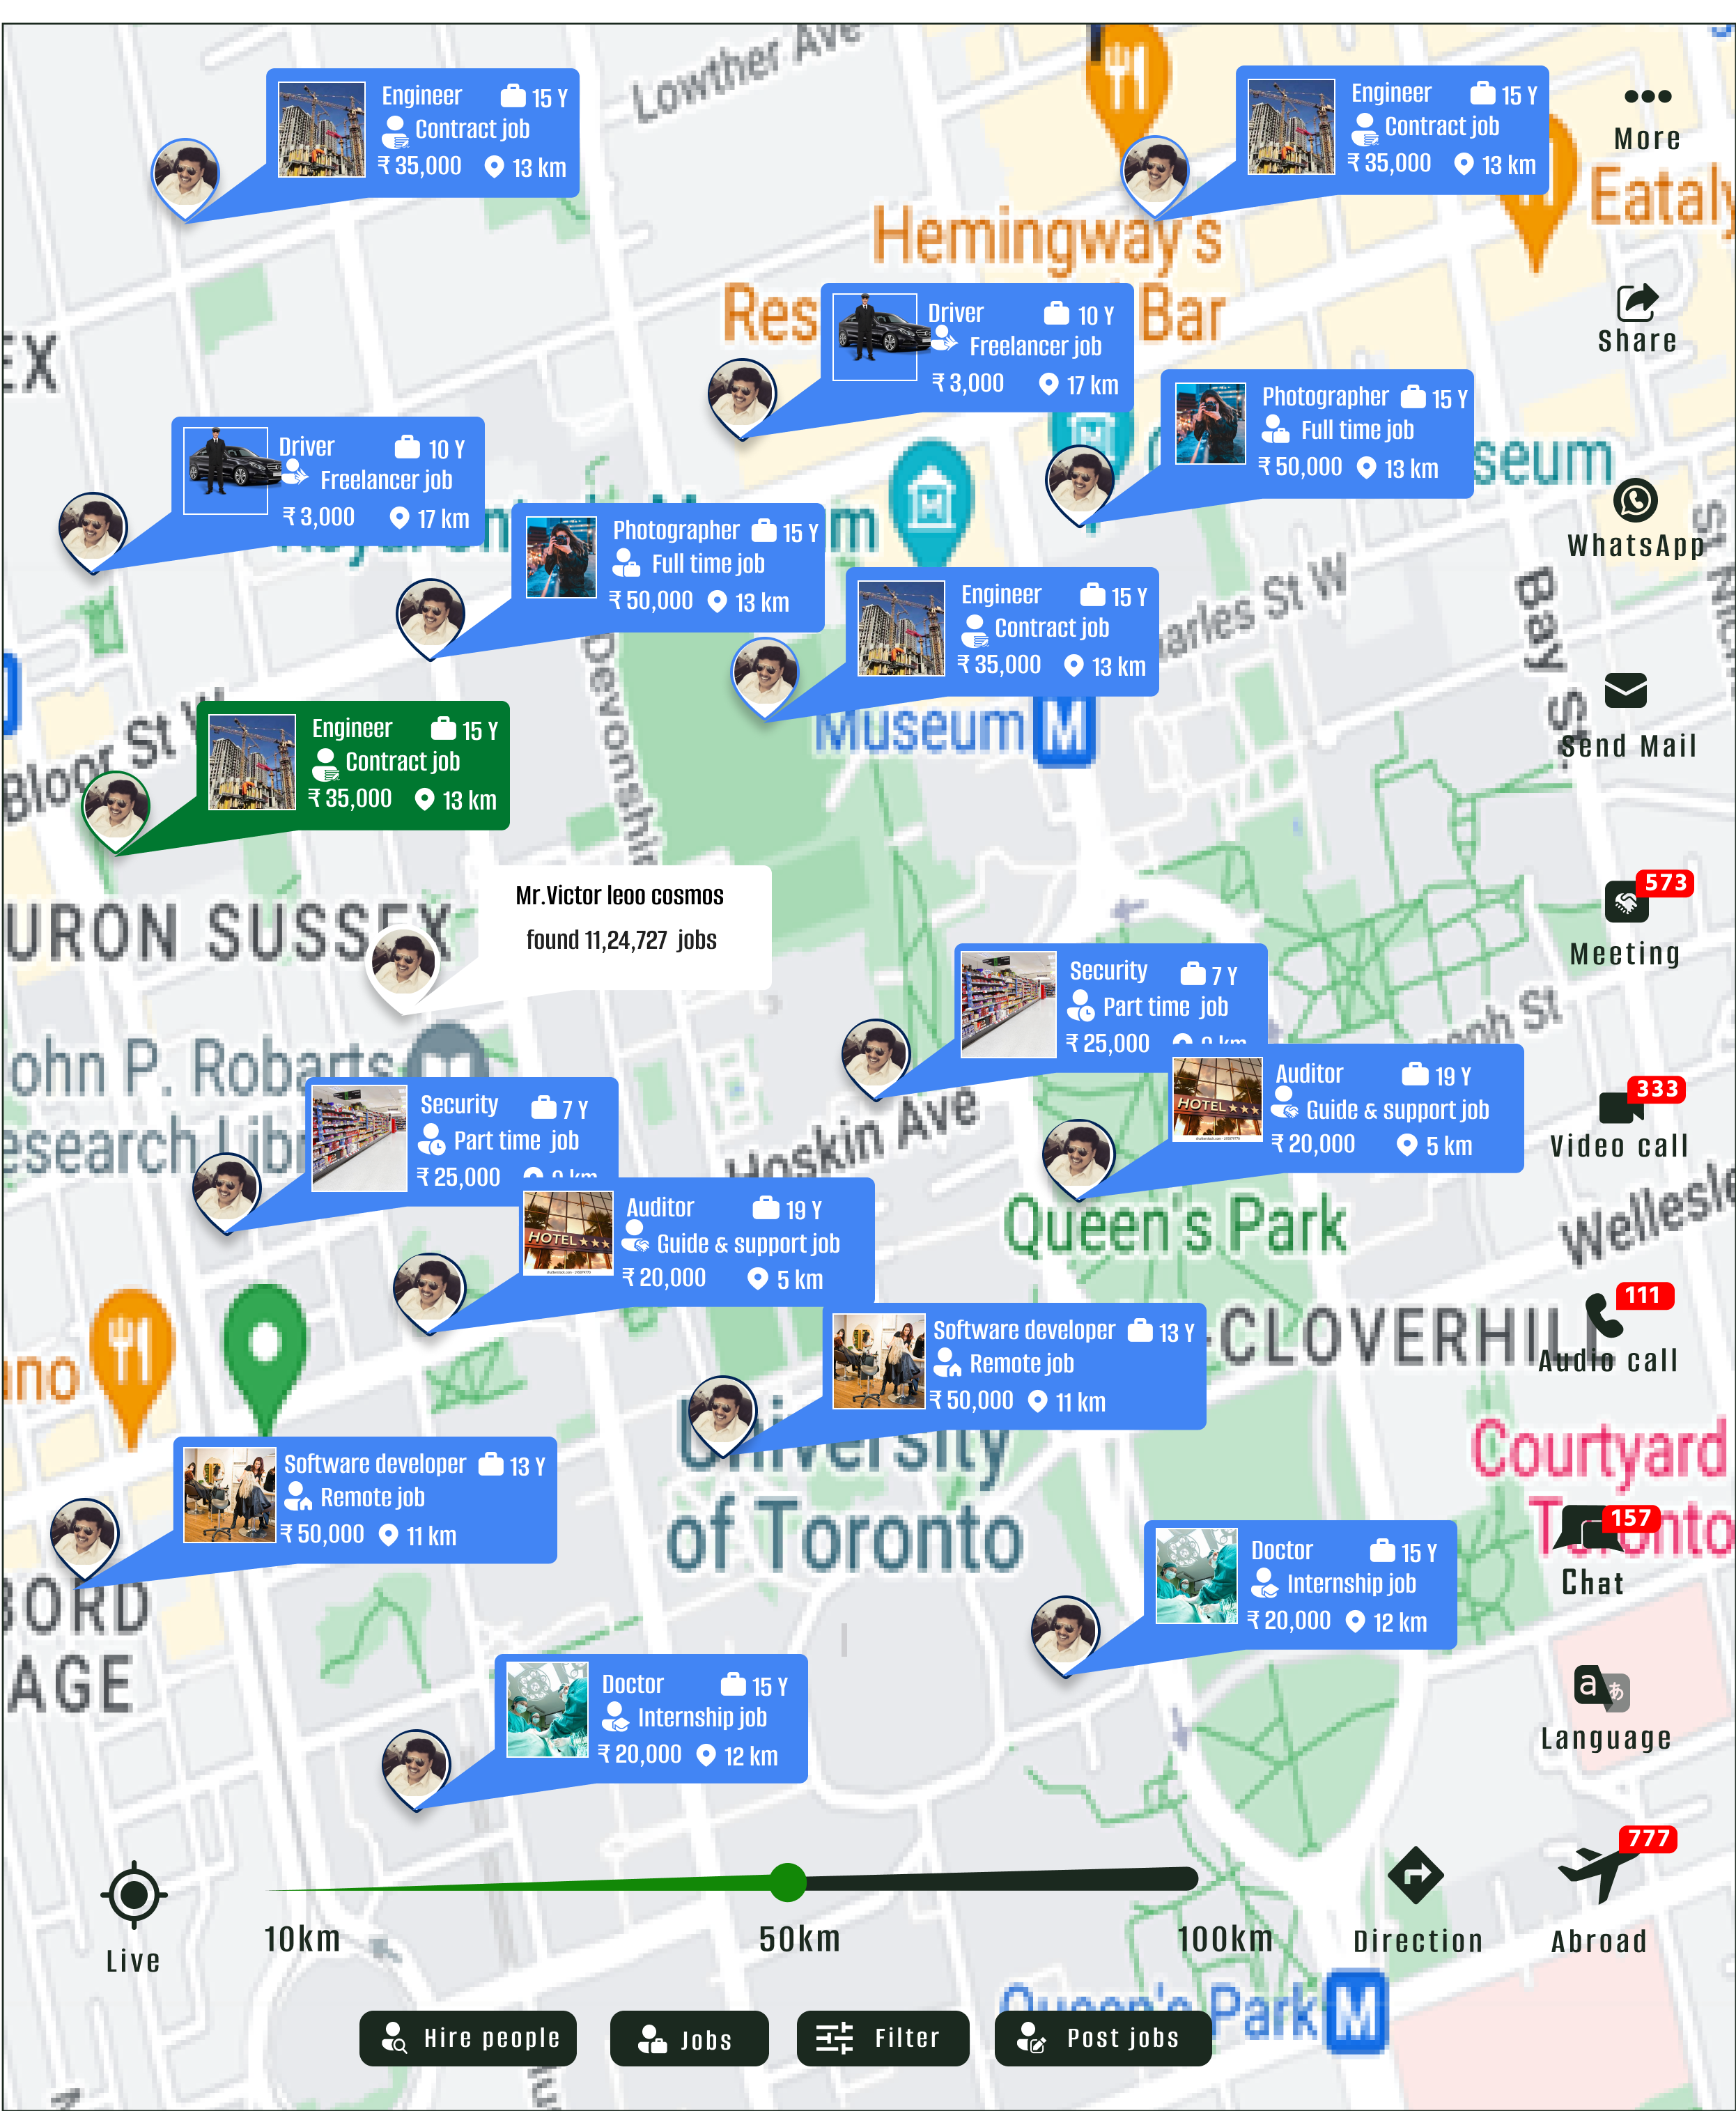 Lowther Ave
Engineer 15 Y
Contract job
₹ 35,000 13 km
Engineer 15 Y
Contract job
₹ 35,000 13 km
More
Eataly
Hemingway's
Bar
Driver 10 Y
Freelancer job
₹ 3,000 17 km
Share
Photographer 15 Y
Full time job
₹ 50,000 13 km
Driver 10 Y
Freelancer job
₹ 3,000 17 km
Photographer 15 Y
Full time job
₹ 50,000 13 km
WhatsApp
Engineer 15 Y
Contract job
₹ 35,000 13 km
Bay St
Museum M
Send Mail
Bloor St W
Engineer 15 Y
Contract job
₹ 35,000 13 km
Mr.Victor leoo cosmos
found 11,24,727 jobs
URON SUSSEX
573
Meeting
Security 7 Y
Part time job
₹ 25,000
ohn P. Robarts
Auditor 19 Y
HOTEL ★★★
Guide & support job
₹ 20,000 5 km
333
Video call
Security 7 Y
Part time job
₹ 25,000
Hoskin Ave
Auditor 19 Y
HOTEL ★★★
Guide & support job
₹ 20,000 5 km
Queen's Park
Software developer 13 Y
Remote job
₹ 50,000 11 km
CLOVERHILL
111
Audio call
University
of Toronto
Courtyard
157
Chat
Software developer 13 Y
Remote job
₹ 50,000 11 km
Doctor 15 Y
Internship job
₹ 20,000 12 km
AGE
Doctor 15 Y
Internship job
₹ 20,000 12 km
a あ
Language
777
Live
10km 50km 100km
Direction
Abroad
Queen's Park M
Hire people
Jobs
Filter
Post jobs